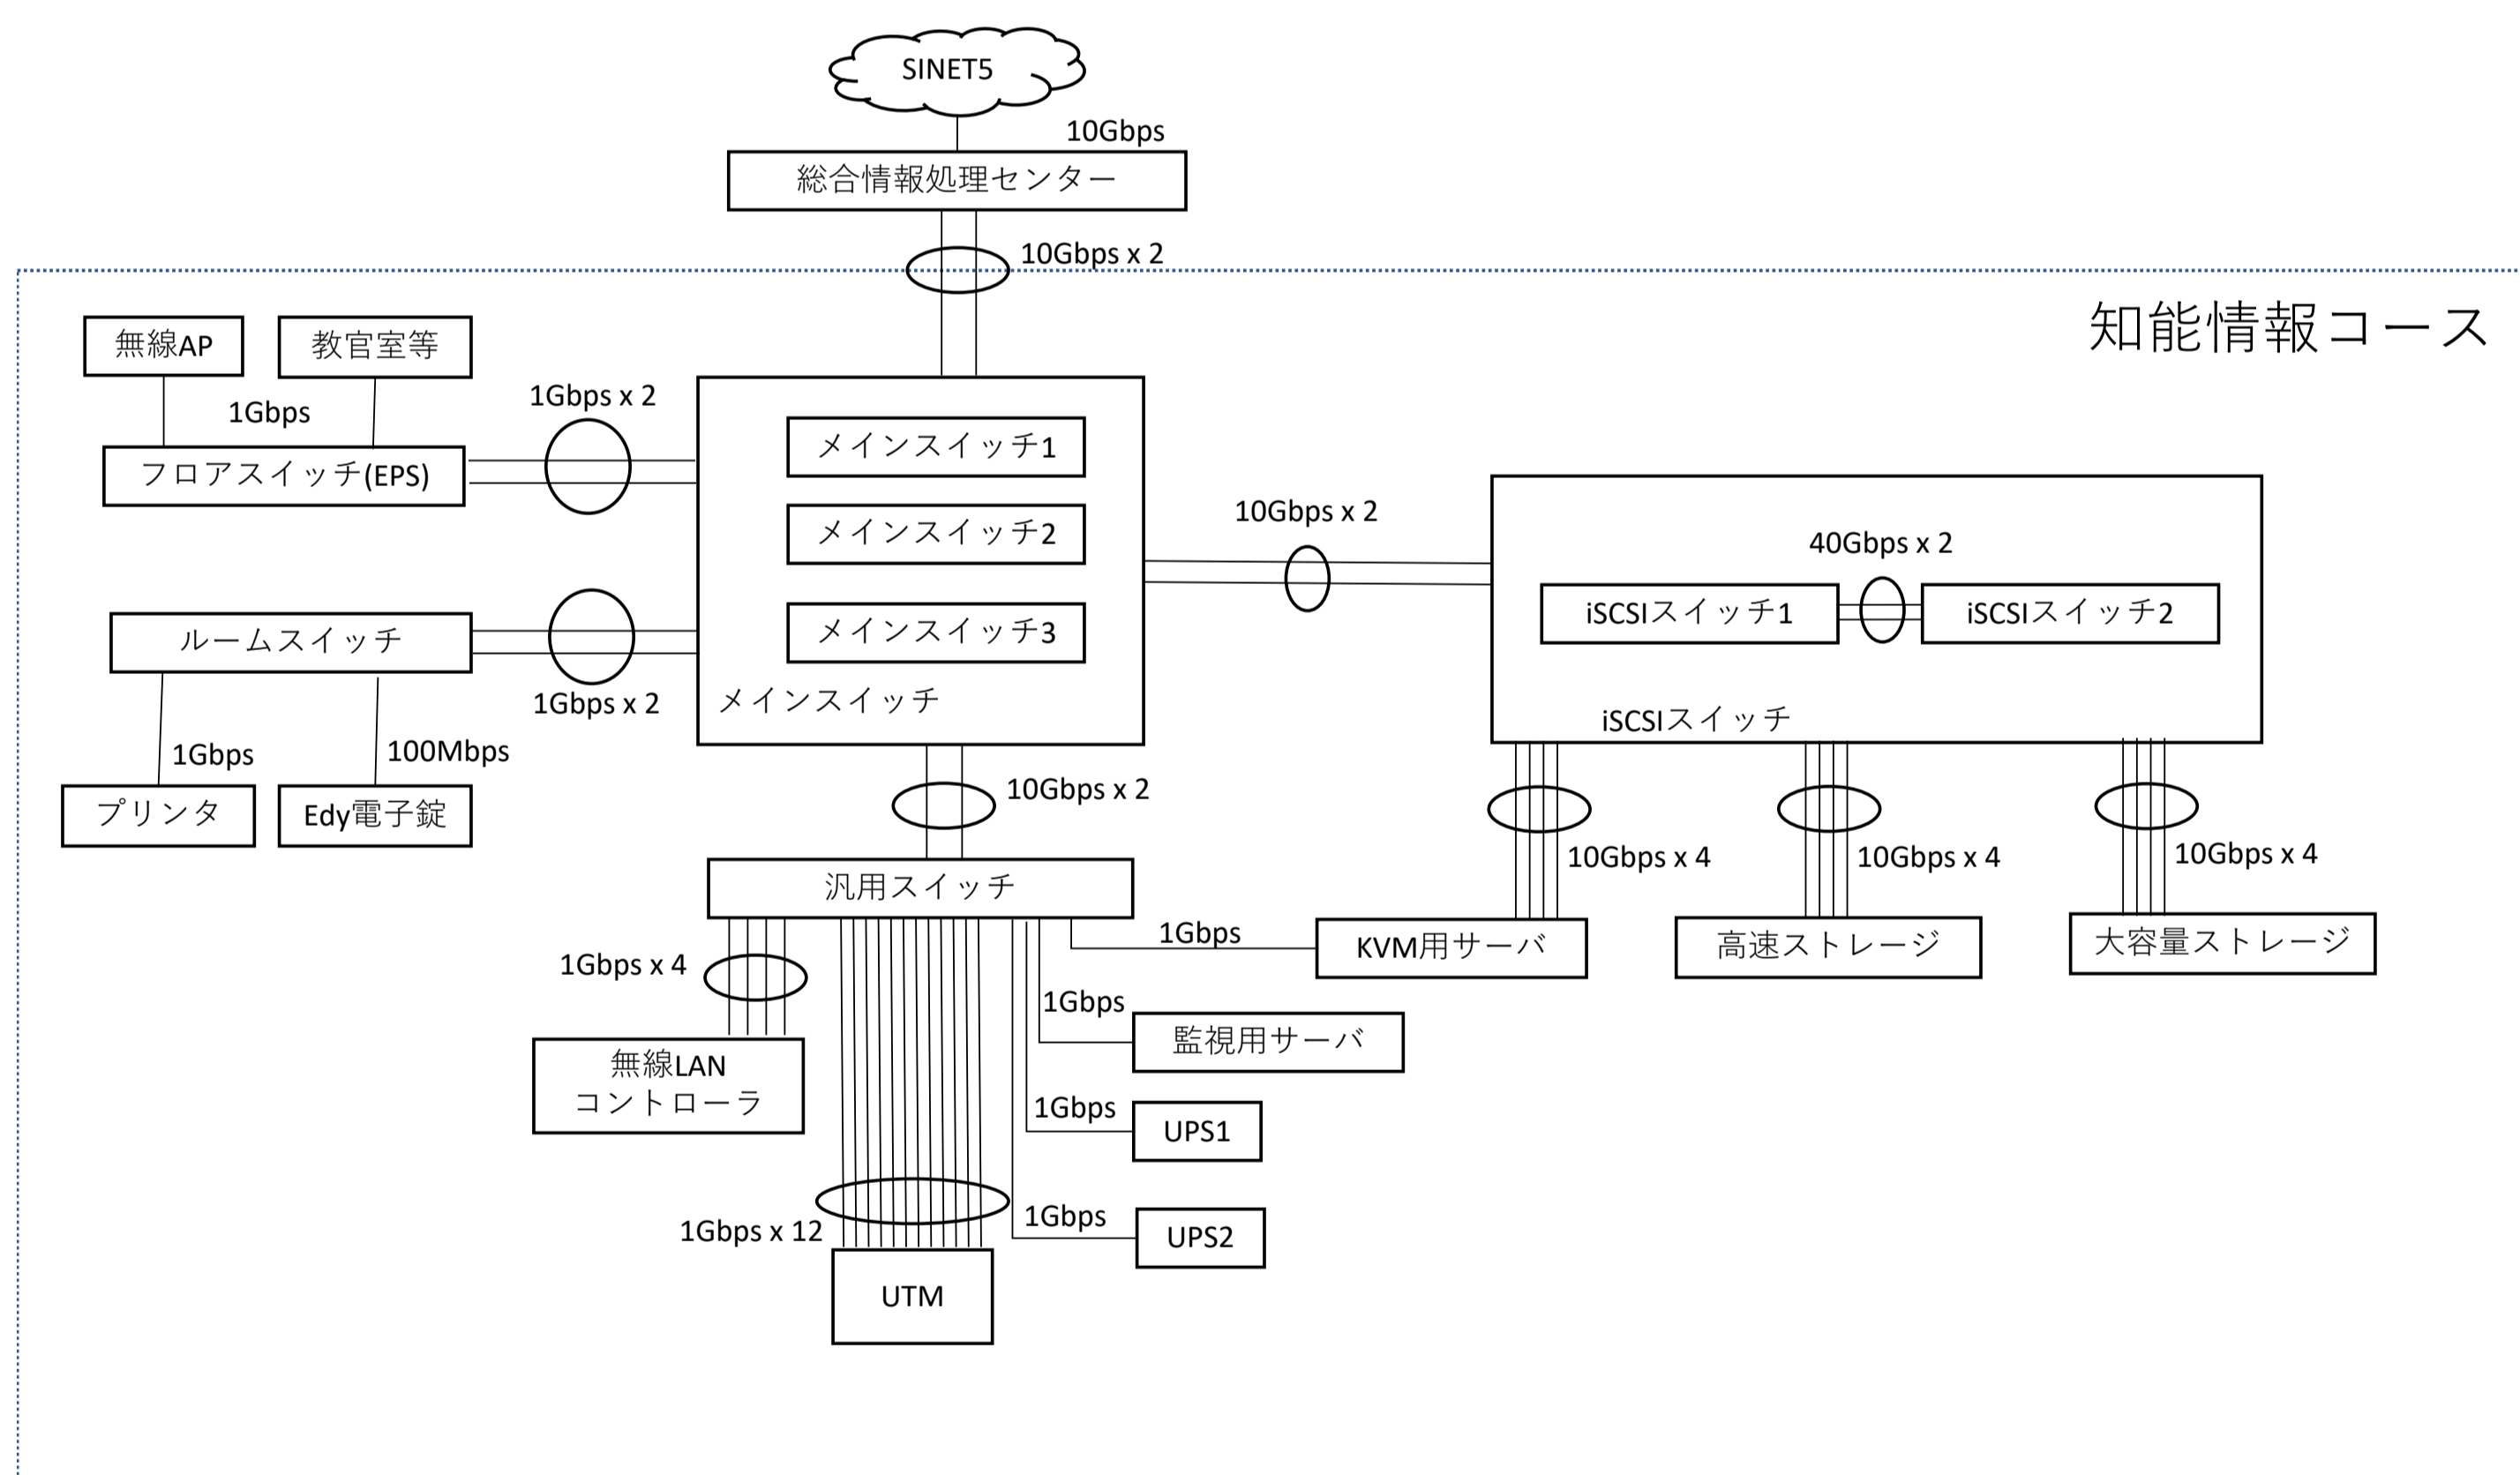 SINET5
10Gbps
総合情報処理センター
10Gbps x 2
知能情報コース
無線AP
教官室等
1Gbps
フロアスイッチ(EPS)
1Gbps x 2
メインスイッチ1
メインスイッチ2
メインスイッチ3
メインスイッチ
ルームスイッチ
1Gbps x 2
1Gbps
100Mbps
プリンタ
Edy電子錠
10Gbps x 2
40Gbps x 2
iSCSIスイッチ1
iSCSIスイッチ2
iSCSIスイッチ
10Gbps x 2
汎用スイッチ
10Gbps x 4
10Gbps x 4
10Gbps x 4
1Gbps
KVM用サーバ
高速ストレージ
大容量ストレージ
1Gbps x 4
無線LAN
コントローラ
1Gbps
監視用サーバ
1Gbps
UPS1
1Gbps
UPS2
1Gbps x 12
UTM